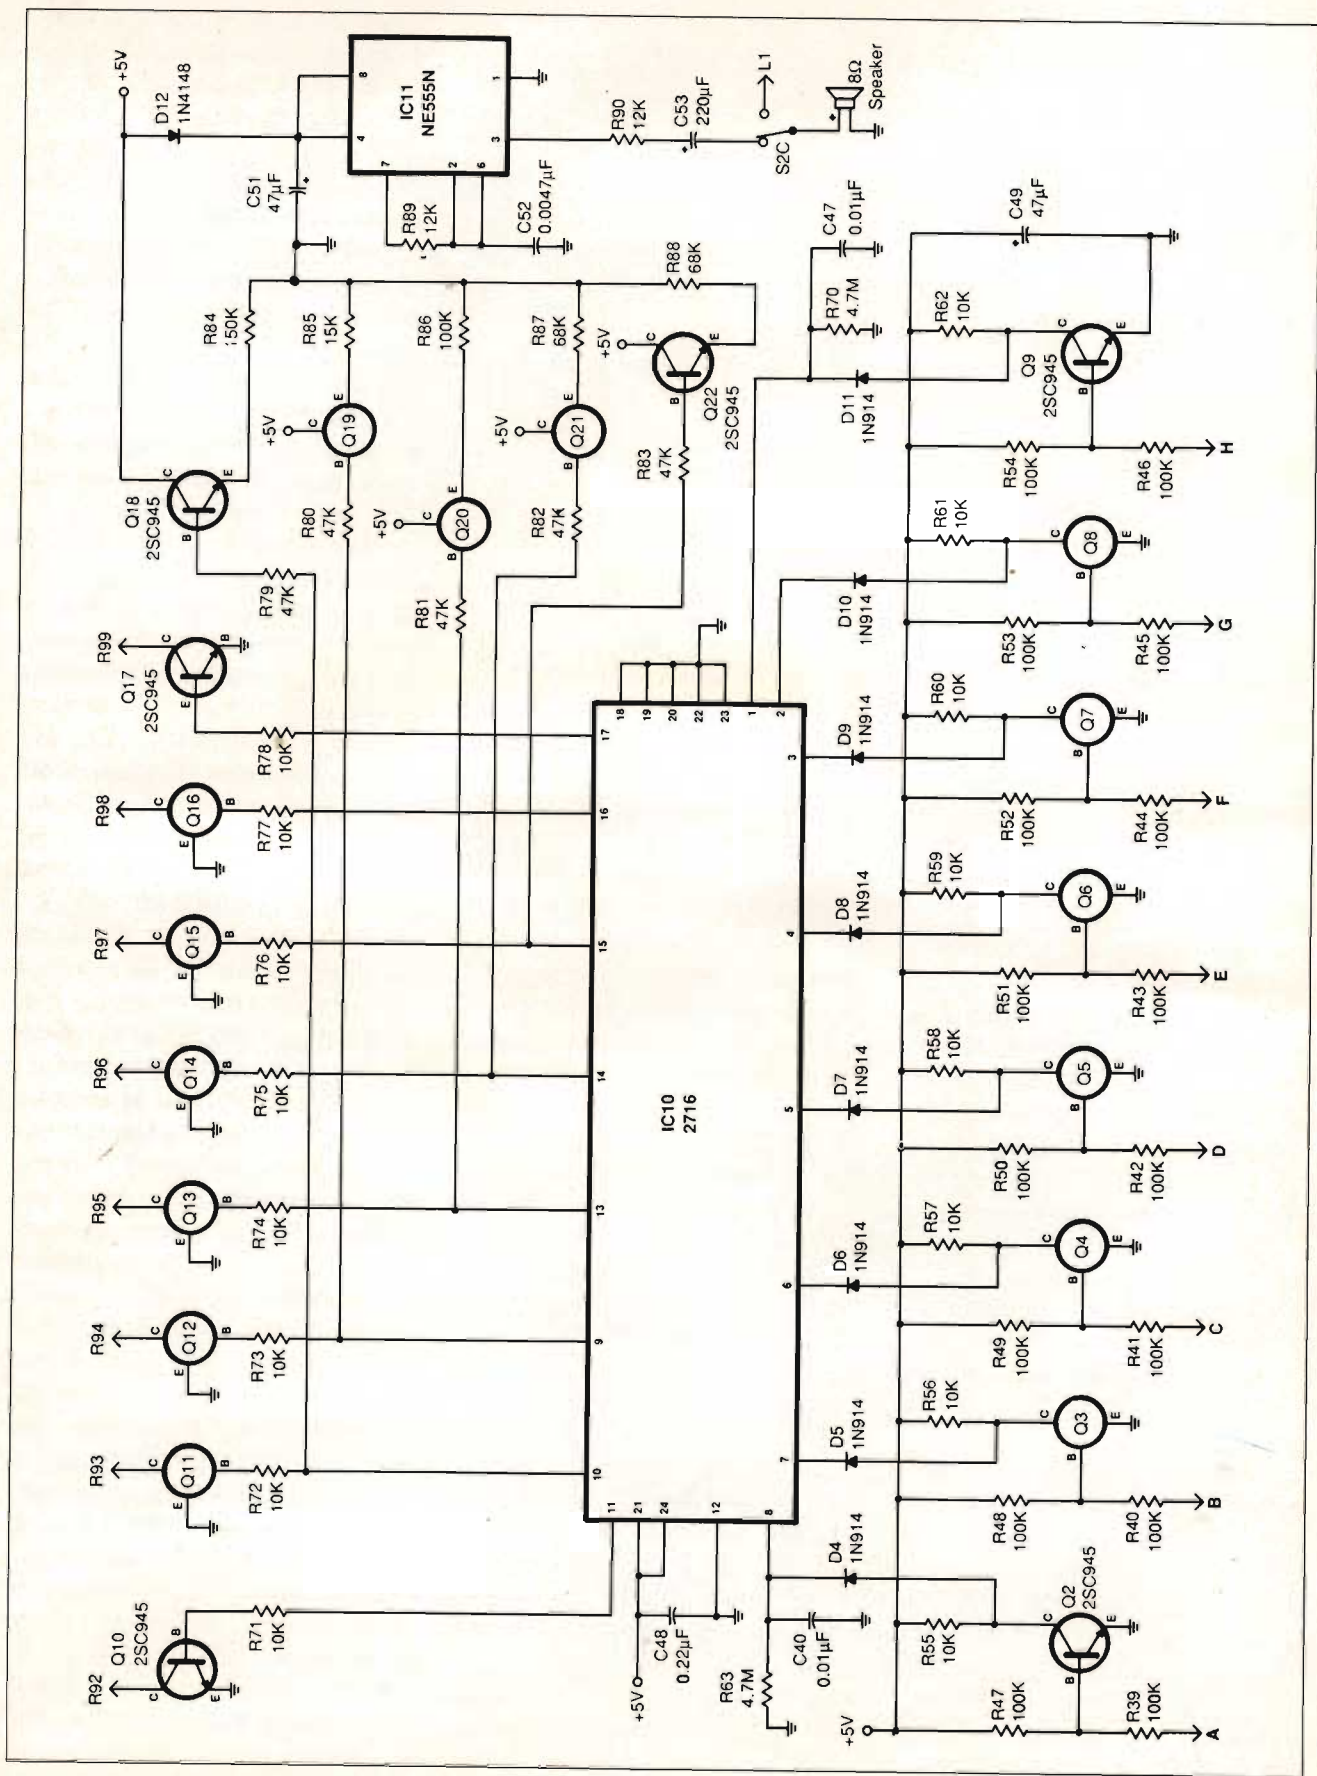 +5V
D12
1N4148
8
4
IC11
NE555N
1
3
7
2
6
C51
47µF
+
R89
12K
C52
0.0047µF
R90
12K
C53
220µF
+
L1
S2C
8Ω
Speaker
+
R84
150K
R85
15K
R86
100K
R87
68K
R88
68K
+5V
C
E
B
Q22
2SC945
R83
47K
+5V
C
Q21
E
B
R82
47K
+5V
C
Q19
E
B
R80
47K
+5V
C
Q20
E
B
R81
47K
Q18
2SC945
C
B
E
R79
47K
R99
Q17
2SC945
C
E
B
R78
10K
R98
C
Q16
E
B
R77
10K
R97
C
Q15
E
B
R76
10K
R96
C
Q14
E
B
R75
10K
R95
C
Q13
E
B
R74
10K
R94
C
Q12
E
B
R73
10K
R93
C
Q11
E
B
R72
10K
R92
Q10
2SC945
C
B
E
R71
10K
IC10
2716
18
19
20
22
23
1
2
17
16
15
14
13
9
10
11
21
24
12
8
3
4
5
6
7
+5V
C48
0.22µF
R63
4.7M
C40
0.01µF
C47
0.01µF
R70
4.7M
D4
1N914
D5
1N914
D6
1N914
D7
1N914
D8
1N914
D9
1N914
D10
1N914
D11
1N914
C49
47µF
+
+5V
R47
100K
R39
100K
A
R55
10K
Q2
2SC945
C
B
E
R48
100K
R40
100K
B
R56
10K
Q3
C
B
E
R49
100K
R41
100K
C
R57
10K
Q4
C
B
E
R50
100K
R42
100K
D
R58
10K
Q5
C
B
E
R51
100K
R43
100K
E
R59
10K
Q6
C
B
E
R52
100K
R44
100K
F
R60
10K
Q7
C
B
E
R53
100K
R45
100K
G
R61
10K
Q8
C
B
E
R54
100K
R46
100K
H
R62
10K
Q9
2SC945
C
B
E